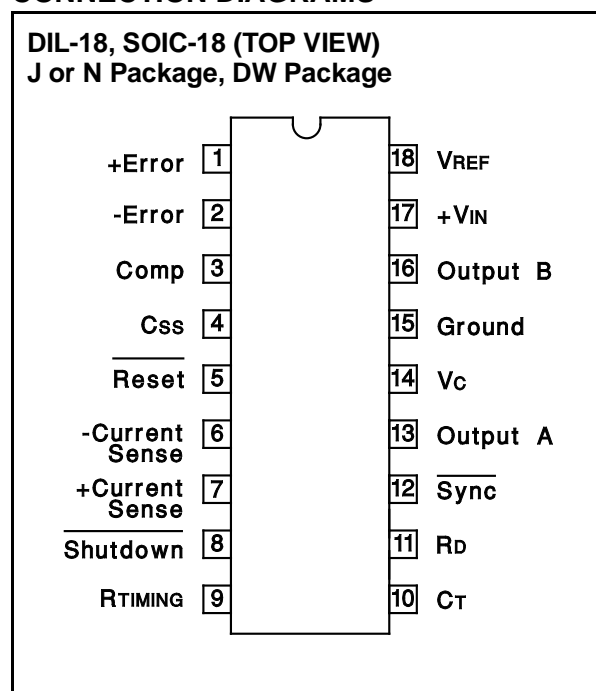 CONNECTION DIAGRAMS
DIL-18, SOIC-18 (TOP VIEW)
J or N Package, DW Package
+Error 1
-Error 2
Comp 3
Css 4
Reset 5
-Current Sense 6
+Current Sense 7
Shutdown 8
RTIMING 9
18 VREF
17 +VIN
16 Output B
15 Ground
14 VC
13 Output A
12 Sync
11 RD
10 CT